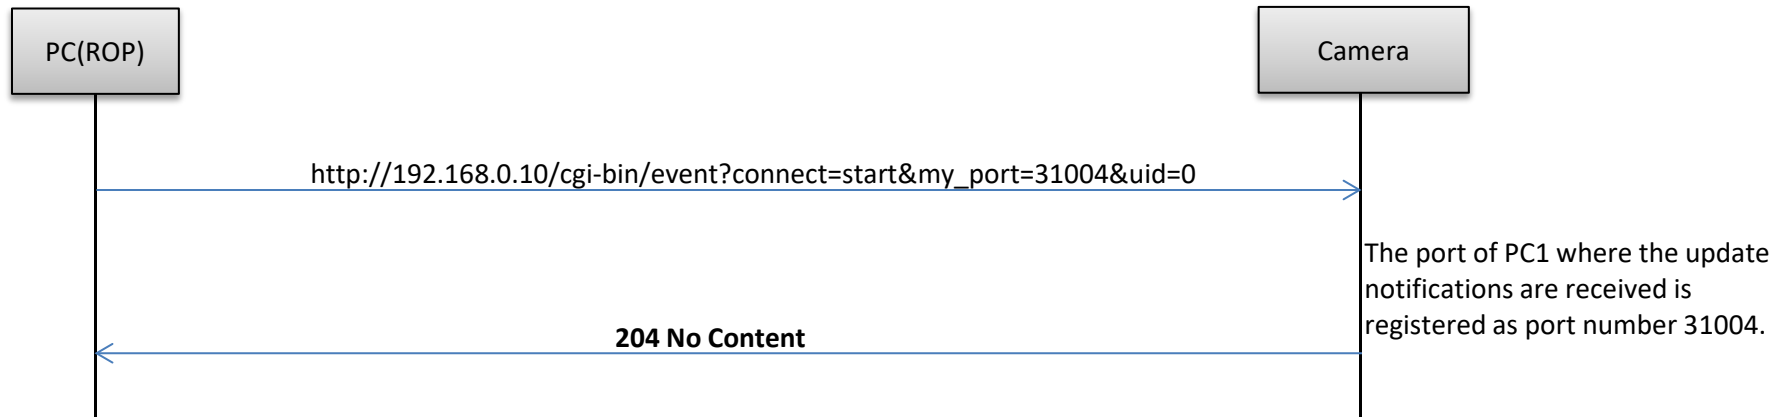 PC(ROP)
Camera
http://192.168.0.10/cgi-bin/event?connect=start&my_port=31004&uid=0
The port of PC1 where the update
notifications are received is
registered as port number 31004.
204 No Content